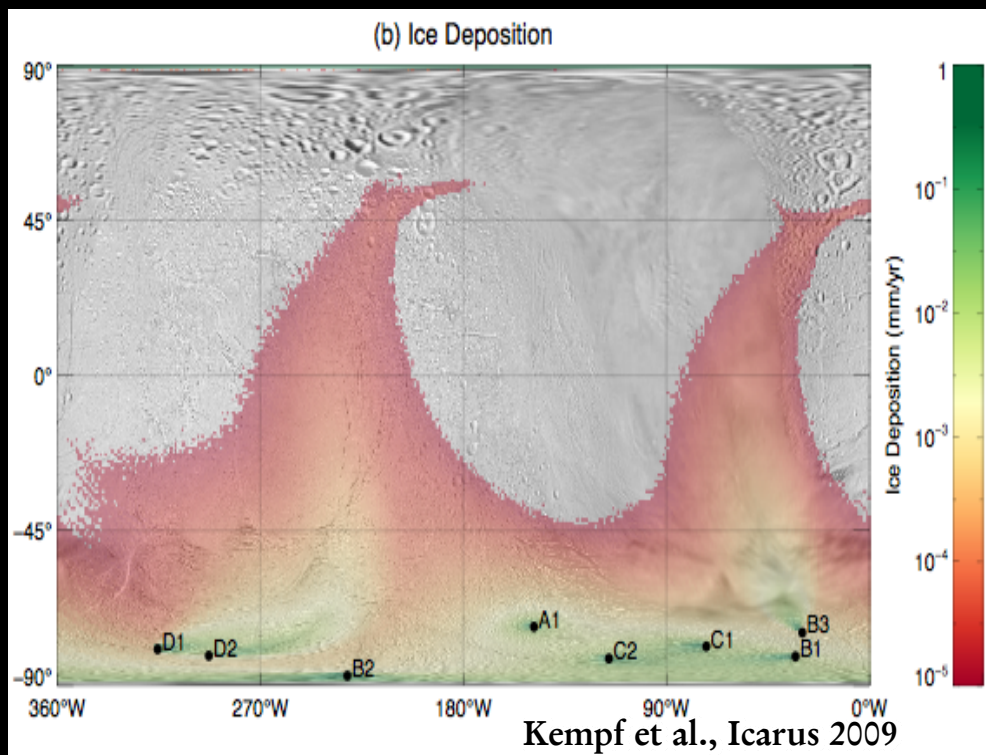 (b) Ice Deposition
90°
45°
0°
−45°
−90°
360°W
270°W
180°W
90°W
0°W
D1
D2
B2
A1
C2
C1
B3
B1
1
10⁻¹
10⁻²
10⁻³
10⁻⁴
10⁻⁵
Ice Deposition (mm/yr)
Kempf et al., Icarus 2009